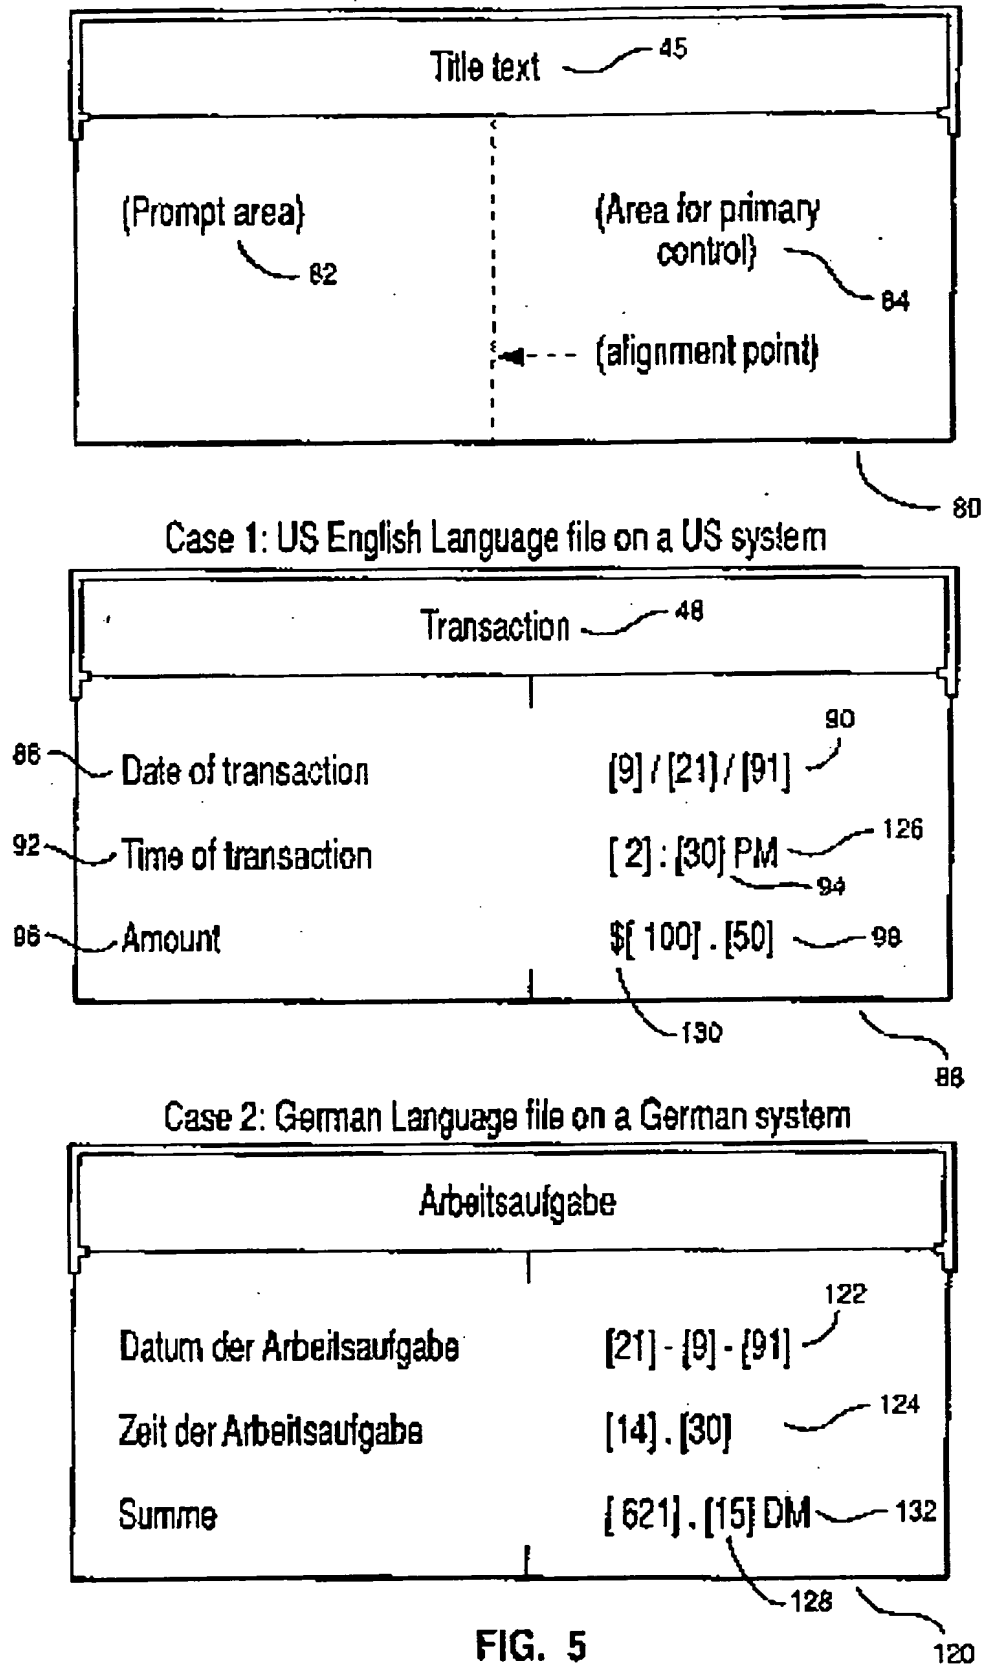 Title text 45
(Prompt area)
82
(Area for primary
control)
84
(alignment point)
80
Case 1: US English Language file on a US system
Transaction 48
90
86 Date of transaction [9] / [21] / [91]
92 Time of transaction [ 2] : [30] PM 126
94
96 Amount $[ 100] . [50] 98
130
88
Case 2: German Language file on a German system
Arbeitsaufgabe
122
Datum der Arbeitsaufgabe [21] - [9] - [91]
124
Zeit der Arbeitsaufgabe [14] . [30]
Summe [ 621] . [15] DM 132
128
120
FIG. 5